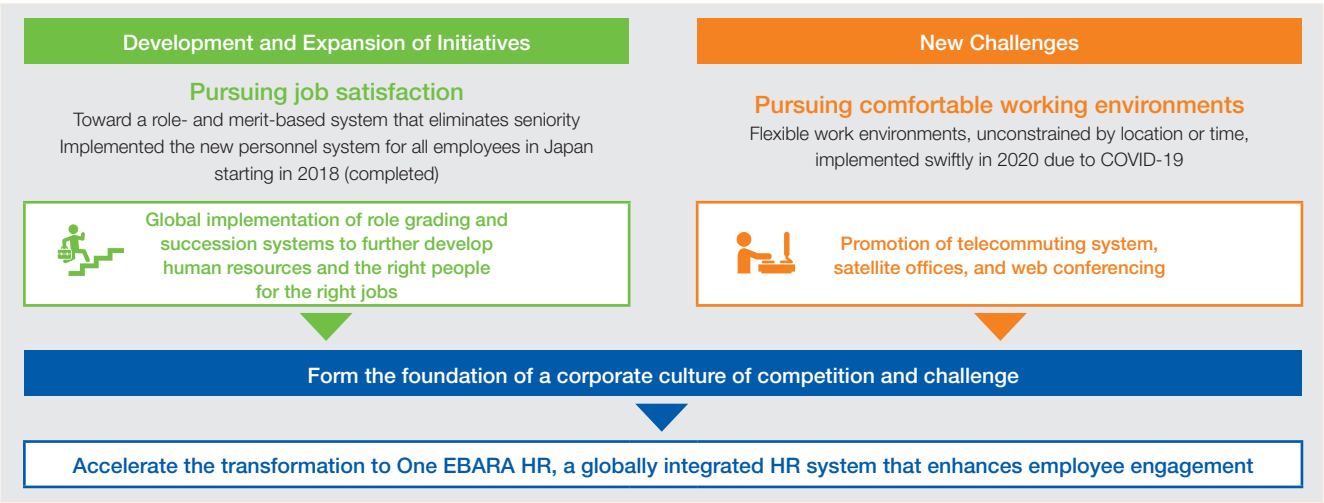 Development and Expansion of Initiatives
Pursuing job satisfaction
Toward a role- and merit-based system that eliminates seniority
Implemented the new personnel system for all employees in Japan
starting in 2018 (completed)
Global implementation of role grading and
succession systems to further develop
human resources and the right people
for the right jobs
New Challenges
Pursuing comfortable working environments
Flexible work environments, unconstrained by location or time,
implemented swiftly in 2020 due to COVID-19
Promotion of telecommuting system,
satellite offices, and web conferencing
Form the foundation of a corporate culture of competition and challenge
Accelerate the transformation to One EBARA HR, a globally integrated HR system that enhances employee engagement